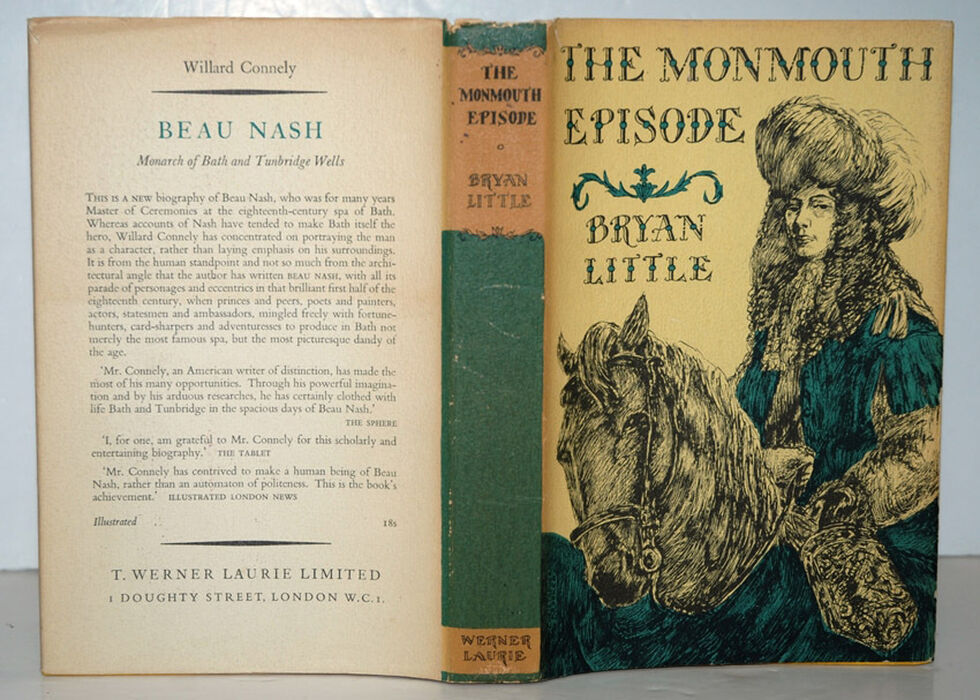 Willard Connely
BEAU NASH
Monarch of Bath and Tunbridge Wells
THIS IS A NEW biography of Beau Nash, who was for many years
Master of Ceremonies at the eighteenth-century spa of Bath.
Whereas accounts of Nash have tended to make Bath itself the
hero, Willard Connely has concentrated on portraying the man
as a character, rather than laying emphasis on his surroundings.
It is from the human standpoint and not so much from the archi-
tectural angle that the author has written BEAU NASH, with all its
parade of personages and eccentrics in that brilliant first half of the
eighteenth century, when princes and peers, poets and painters,
actors, statesmen and ambassadors, mingled freely with fortune-
hunters, card-sharpers and adventuresses to produce in Bath not
merely the most famous spa, but the most picturesque dandy of
the age.
'Mr. Connely, an American writer of distinction, has made the
most of his many opportunities. Through his powerful imagina-
tion and by his arduous researches, he has certainly clothed with
life Bath and Tunbridge in the spacious days of Beau Nash.'
THE SPHERE
'I, for one, am grateful to Mr. Connely for this scholarly and
entertaining biography.' THE TABLET
'Mr. Connely has contrived to make a human being of Beau
Nash, rather than an automaton of politeness. This is the book's
achievement.' ILLUSTRATED LONDON NEWS
Illustrated 18s
T. WERNER LAURIE LIMITED
1 DOUGHTY STREET, LONDON W.C.1.
THE
MONMOUTH
EPISODE
BRYAN
LITTLE
WERNER
LAURIE
THE MONMOUTH
EPISODE
BRYAN
LITTLE